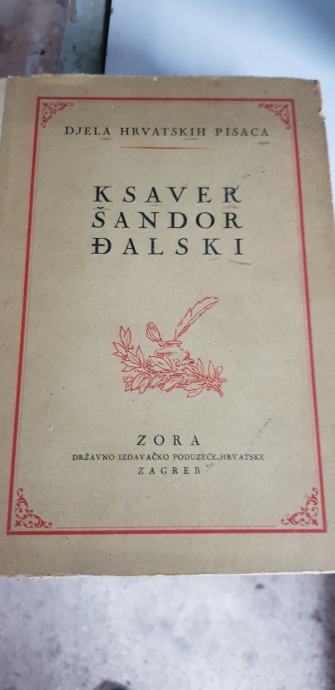 DJELA HRVATSKIH PISACA
KSAVER
ŠANDOR
ĐALSKI
ZORA
DRŽAVNO IZDAVAČKO PODUZEĆE HRVATSKE
ZAGREB